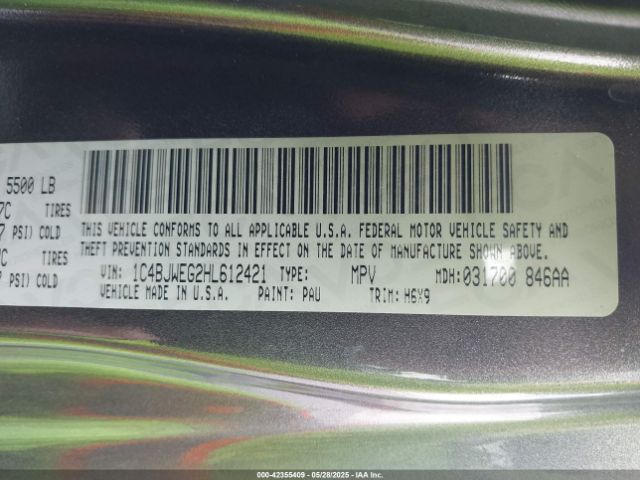 5500 LB
7C TIRES
PSI) COLD
C TIRES
PSI) COLD
THIS VEHICLE CONFORMS TO ALL APPLICABLE U.S.A. FEDERAL MOTOR VEHICLE SAFETY AND
THEFT PREVENTION STANDARDS IN EFFECT ON THE DATE OF MANUFACTURE SHOWN ABOVE.
VIN: 1C4BJWEG2HL612421 TYPE: MPV MDH: 031700 846AA
VEHICLE MADE IN U.S.A. PAINT: PAU TRIM: H6Y9
000-42355409 - 05/28/2025 - IAA Inc.